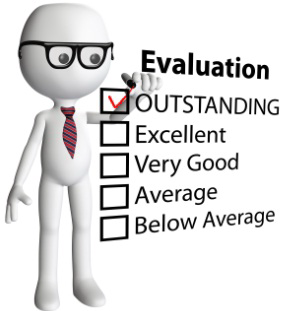 Evaluation
OUTSTANDING
Excellent
Very Good
Average
Below Average